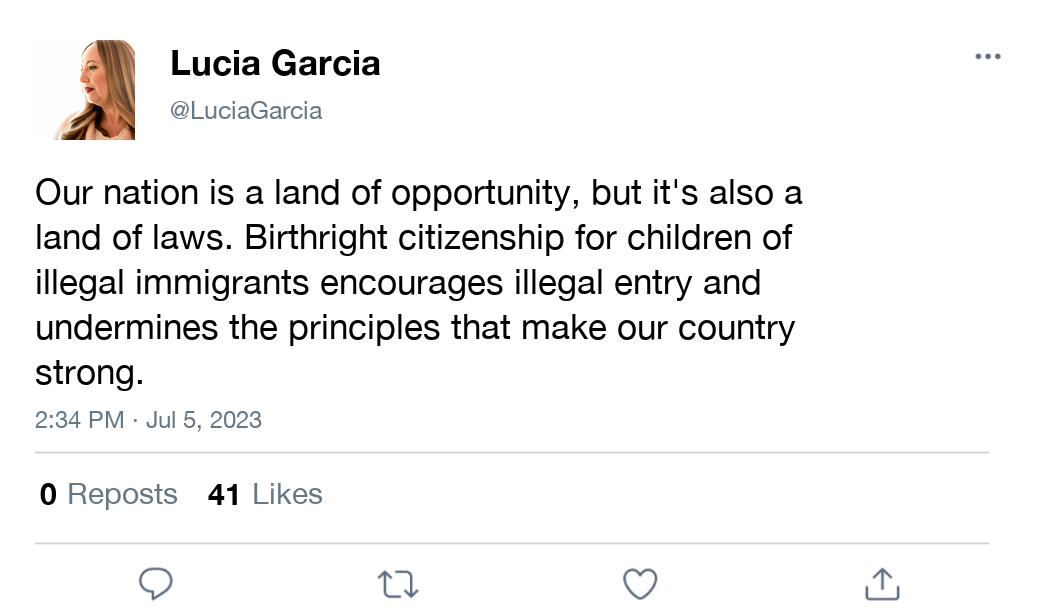 Lucia Garcia
@LuciaGarcia
Our nation is a land of opportunity, but it's also a
land of laws. Birthright citizenship for children of
illegal immigrants encourages illegal entry and
undermines the principles that make our country
strong.
2:34 PM · Jul 5, 2023
0 Reposts 41 Likes